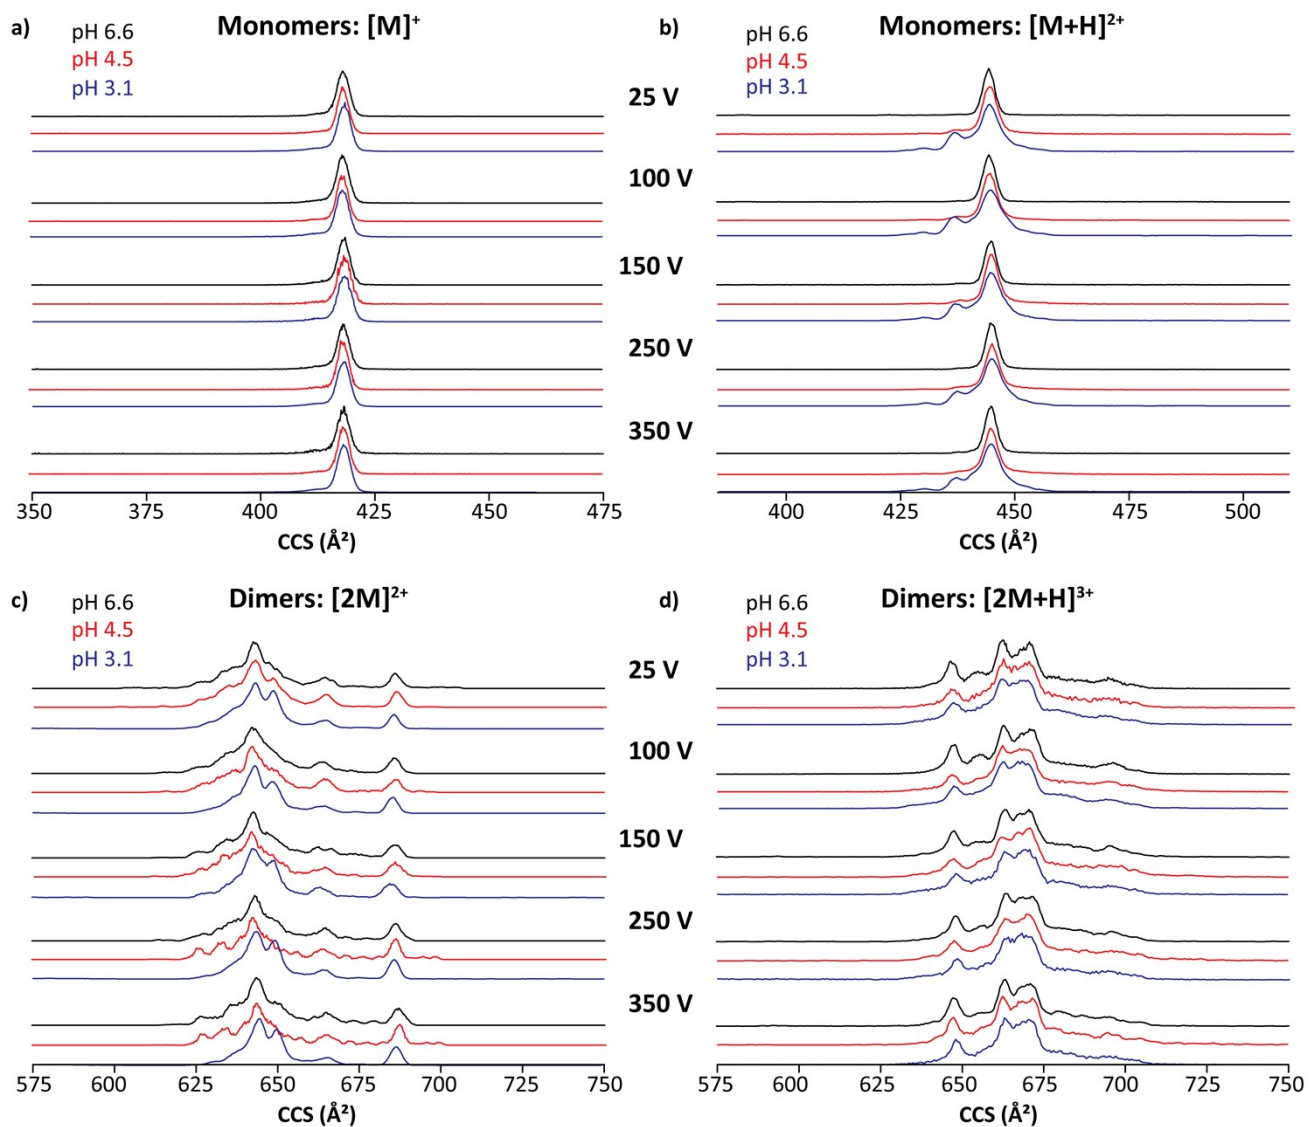 a) Monomers: [M]⁺
pH 6.6
pH 4.5
pH 3.1
b) Monomers: [M+H]²⁺
pH 6.6
pH 4.5
pH 3.1
25 V
100 V
150 V
250 V
350 V
350 375 400 425 450 475
CCS (Å²)
400 425 450 475 500
CCS (Å²)
c) Dimers: [2M]²⁺
pH 6.6
pH 4.5
pH 3.1
d) Dimers: [2M+H]³⁺
pH 6.6
pH 4.5
pH 3.1
25 V
100 V
150 V
250 V
350 V
575 600 625 650 675 700 725 750
CCS (Å²)
575 600 625 650 675 700 725 750
CCS (Å²)